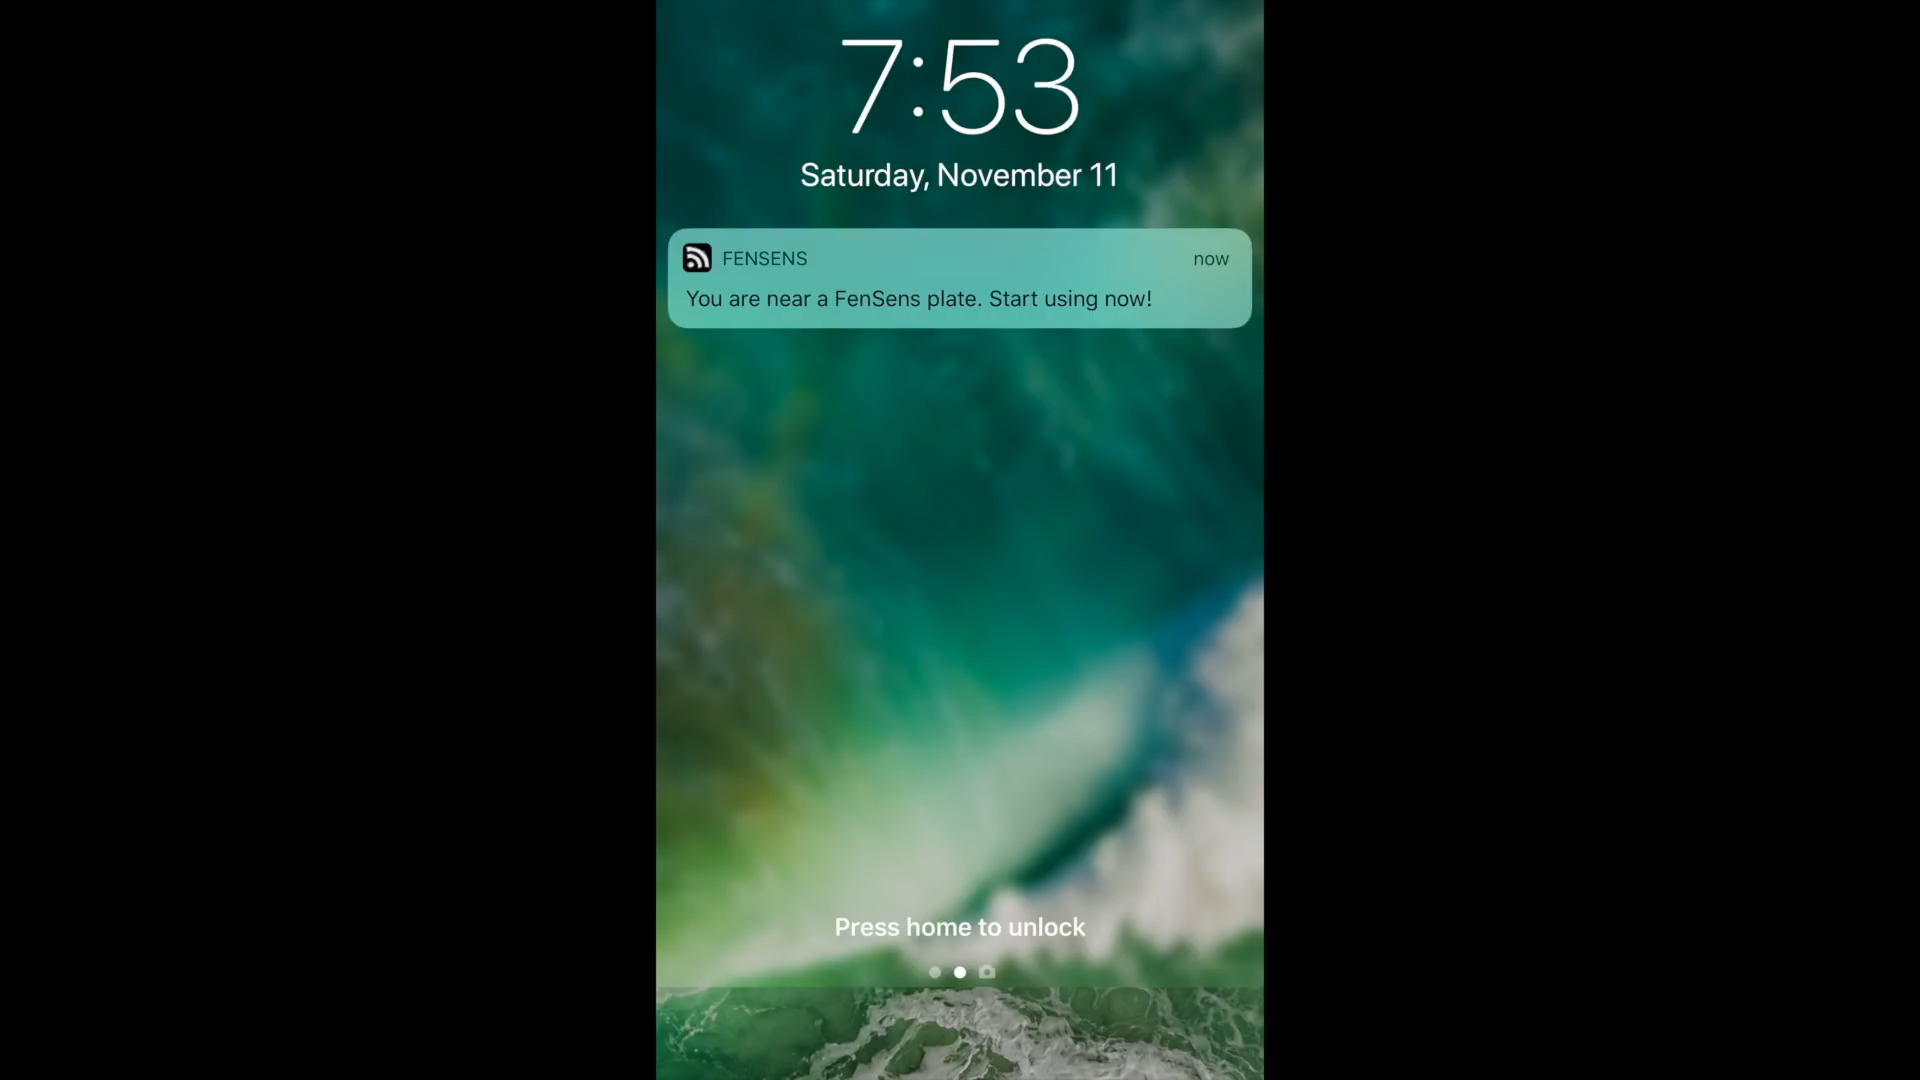 7:53
Saturday, November 11
FENSENS
now
You are near a FenSens plate. Start using now!
Press home to unlock